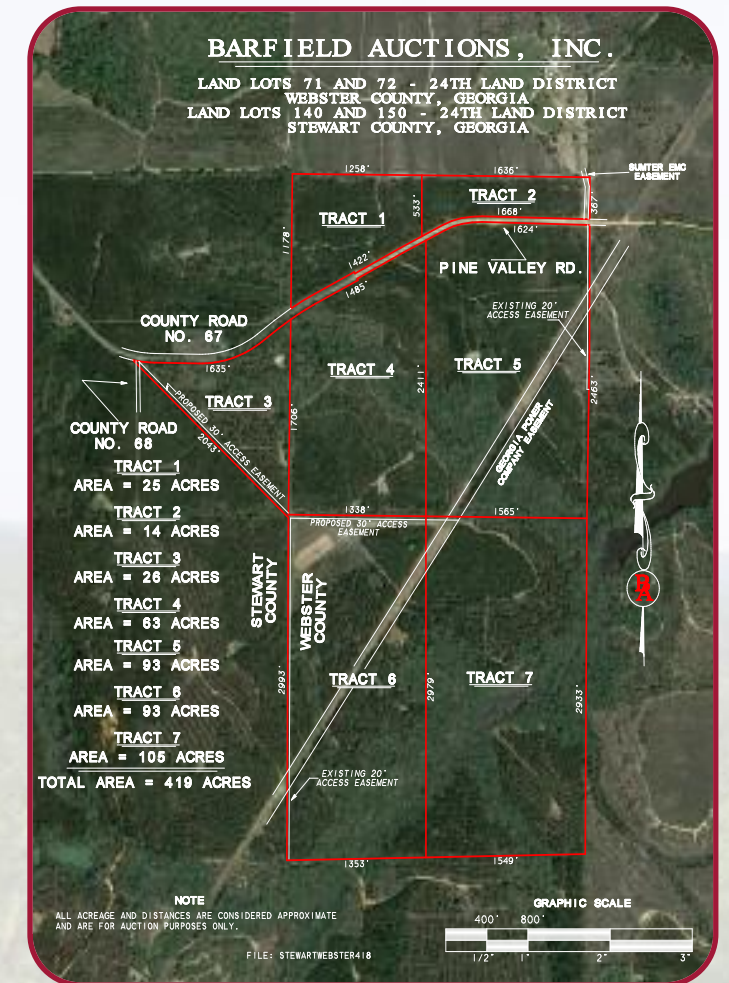 BARFIELD AUCTIONS, INC.
LAND LOTS 71 AND 72 - 24TH LAND DISTRICT
WEBSTER COUNTY, GEORGIA
LAND LOTS 140 AND 150 - 24TH LAND DISTRICT
STEWART COUNTY, GEORGIA
1258'
1636'
SUMTER EMC
EASEMENT
TRACT 1
TRACT 2
533'
367'
1178'
1668'
1624'
1422'
1485'
PINE VALLEY RD.
EXISTING 20'
ACCESS EASEMENT
COUNTY ROAD
NO. 67
1635'
TRACT 3
TRACT 4
TRACT 5
1706'
2411'
2463'
PROPOSED 30' ACCESS EASEMENT
2043'
GEORGIA POWER
COMPANY EASEMENT
COUNTY ROAD
NO. 68
1338'
1565'
PROPOSED 30' ACCESS
EASEMENT
STEWART
COUNTY
WEBSTER
COUNTY
TRACT 1
AREA = 25 ACRES
TRACT 2
AREA = 14 ACRES
TRACT 3
AREA = 26 ACRES
TRACT 4
AREA = 63 ACRES
TRACT 5
AREA = 93 ACRES
TRACT 6
AREA = 93 ACRES
TRACT 7
AREA = 105 ACRES
TOTAL AREA = 419 ACRES
BA
2993'
TRACT 6
2979'
TRACT 7
2933'
EXISTING 20'
ACCESS EASEMENT
1353'
1549'
NOTE
ALL ACREAGE AND DISTANCES ARE CONSIDERED APPROXIMATE
AND ARE FOR AUCTION PURPOSES ONLY.
FILE: STEWARTWEBSTER418
GRAPHIC SCALE
400' 800'
1/2" 1" 2" 3"